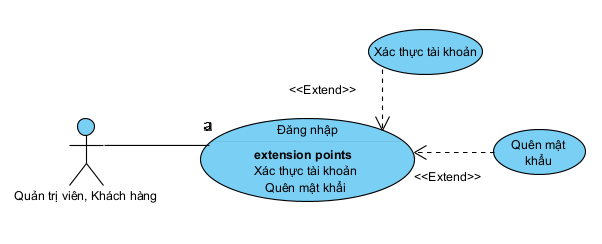 Xác thực tài khoản
<<Extend>>
a
Đăng nhập
extension points
Xác thực tài khoản
Quên mật khẩi
Quên mật
khẩu
<<Extend>>
Quản trị viên, Khách hàng